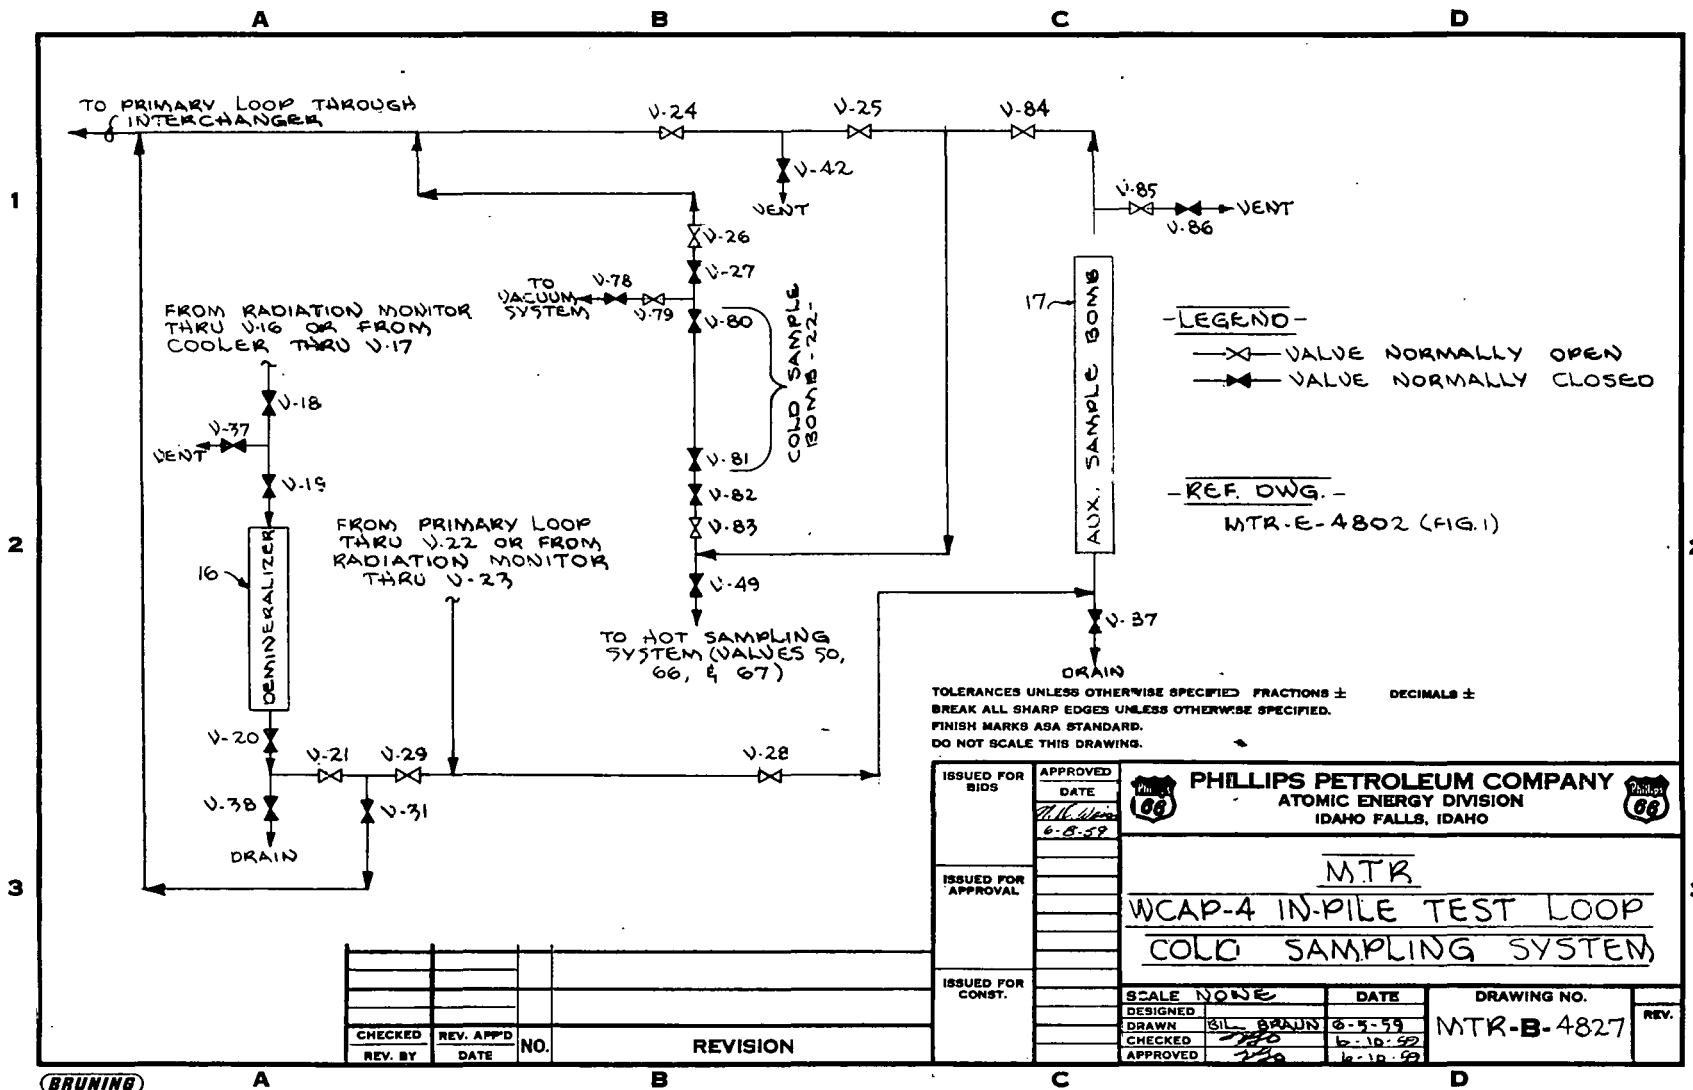 A B C D
TO PRIMARY LOOP THROUGH
INTERCHANGER
V-24
V-25
V-84
V-42
VENT
V-85
VENT
V-86
1
V-26
V-27
TO
VACUUM
SYSTEM
V-78
V-79
V-80
COLD SAMPLE
BOMB-22-
17
AUX. SAMPLE BOMB
-LEGEND-
VALVE NORMALLY OPEN
VALVE NORMALLY CLOSED
FROM RADIATION MONITOR
THRU V-16 OR FROM
COOLER THRU V-17
V-18
V-37
VENT
V-19
V-81
V-82
V-83
-REF. DWG.-
MTR-E-4802 (FIG.1)
2
FROM PRIMARY LOOP
THRU V-22 OR FROM
RADIATION MONITOR
THRU V-23
16
DEMINERALIZER
V-49
TO HOT SAMPLING
SYSTEM (VALVES 50,
66, & 67)
V-37
DRAIN
V-20
V-21
V-29
V-28
V-38
V-31
DRAIN
3
TOLERANCES UNLESS OTHERWISE SPECIFIED FRACTIONS ± DECIMALS ±
BREAK ALL SHARP EDGES UNLESS OTHERWISE SPECIFIED.
FINISH MARKS ASA STANDARD.
DO NOT SCALE THIS DRAWING.
ISSUED FOR
BIDS
APPROVED
DATE
6-8-59
ISSUED FOR
APPROVAL
ISSUED FOR
CONST.
Phillips
66
PHILLIPS PETROLEUM COMPANY
ATOMIC ENERGY DIVISION
IDAHO FALLS, IDAHO
Phillips
66
MTR
WCAP-4 IN-PILE TEST LOOP
COLD SAMPLING SYSTEM
SCALE NONE DATE
DESIGNED
DRAWN BIL BRAUN 6-5-59
CHECKED 6-10-59
APPROVED 6-10-59
DRAWING NO.
MTR-B-4827
REV.
CHECKED
REV. BY
REV. APP'D
DATE
NO.
REVISION
BRUNING
A B C D